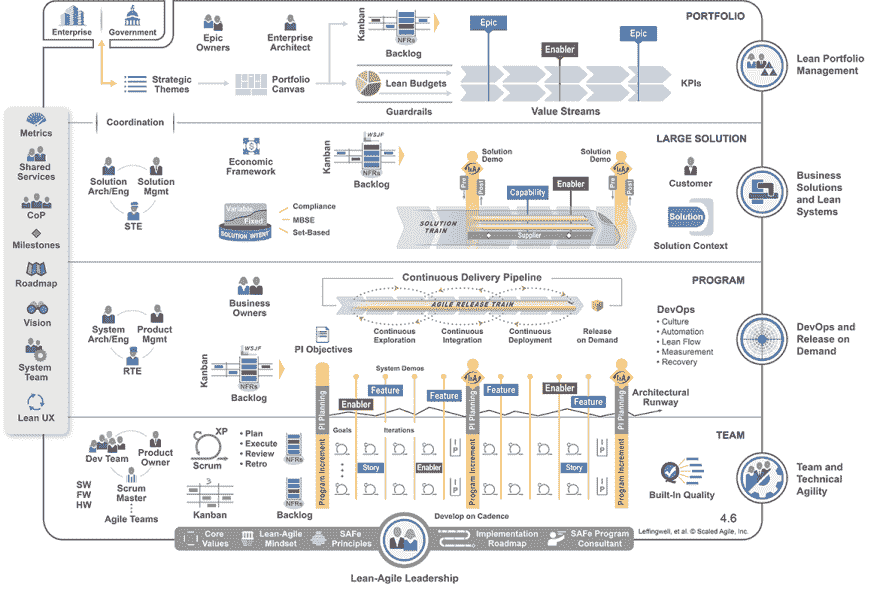 PORTFOLIO
Enterprise
Government
Epic
Owners
Enterprise
Architect
Kanban
NFRs
Backlog
Epic
Enabler
Epic
KPIs
Strategic
Themes
Portfolio
Canvas
Lean Budgets
Guardrails
Value Streams
Lean Portfolio
Management
Coordination
Metrics
Shared
Services
CoP
Milestones
Roadmap
Vision
System
Team
Lean UX
LARGE SOLUTION
Solution
Arch/Eng
Solution
Mgmt
STE
Economic
Framework
Kanban
WSJF
NFRs
Backlog
Variable
Fixed
SOLUTION INTENT
Compliance
MBSE
Set-Based
Solution
Demo
I&A
Pre
Post
Capability
Enabler
SOLUTION
TRAIN
Supplier
Solution
Demo
I&A
Pre
Post
Customer
Solution
Solution Context
Business
Solutions
and Lean
Systems
PROGRAM
System
Arch/Eng
Product
Mgmt
RTE
Business
Owners
Continuous Delivery Pipeline
AGILE RELEASE TRAIN
Continuous
Exploration
Continuous
Integration
Continuous
Deployment
Release
on Demand
DevOps
• Culture
• Automation
• Lean Flow
• Measurement
• Recovery
DevOps and
Release on
Demand
PI Objectives
Kanban
WSJF
NFRs
Backlog
System Demos
Enabler
Feature
Feature
I&A
Feature
Enabler
Feature
I&A
Architectural
Runway
PI Planning
PI Planning
PI Planning
TEAM
Dev Team
Product
Owner
Scrum
Master
Agile Teams
SW
FW
HW
XP
Scrum
• Plan
• Execute
• Review
• Retro
Kanban
NFRs
NFRs
Backlog
Program Increment
Goals
Iterations
Story
Enabler
I
P
I
P
Program Increment
Story
I
P
I
P
Program Increment
Develop on Cadence
Built-In Quality
Team and
Technical
Agility
4.6
Leffingwell, et al. © Scaled Agile, Inc.
Core
Values
Lean-Agile
Mindset
SAFe
Principles
Implementation
Roadmap
SAFe Program
Consultant
Lean-Agile Leadership